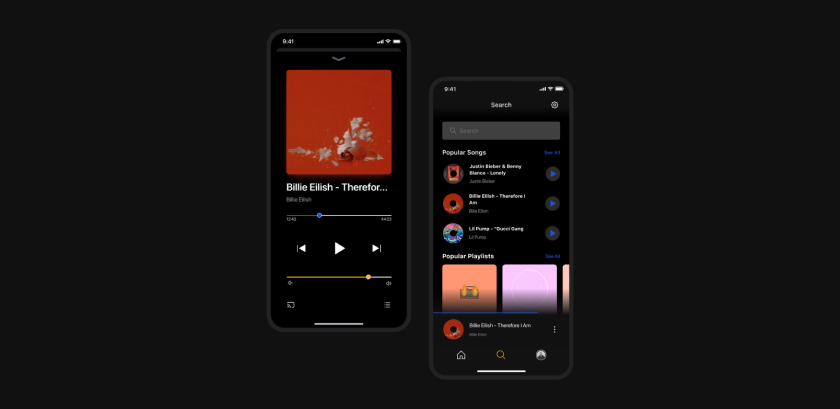 9:41
Billie Eilish - Therefor...
Billie Eilish
12:43
44:03
9:41
Search
Search
Popular Songs
See All
Justin Bieber & Benny
Blanco - Lonely
Justin Bieber
Billie Eilish - Therefore I
Am
Billie Eilish
Lil Pump - "Gucci Gang
Lil Pump
Popular Playlists
See All
Billie Eilish - Therefore I Am
Billie Eilish